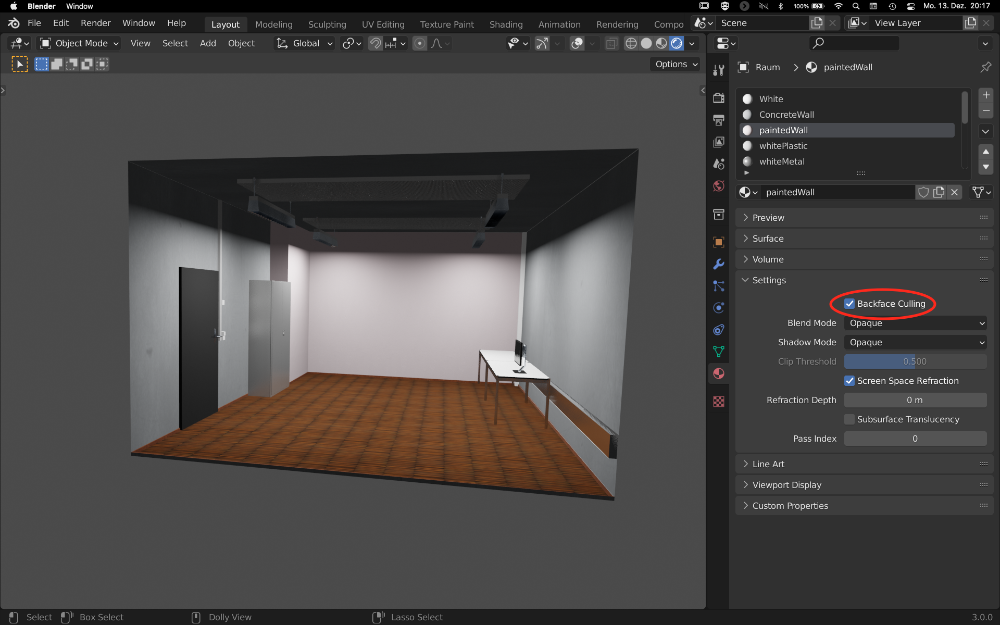 Blender Window 100% Mo. 13. Dez. 20:17
File Edit Render Window Help Layout Modeling Sculpting UV Editing Texture Paint Shading Animation Rendering Compo Scene View Layer
Object Mode View Select Add Object Global
Options
Raum paintedWall
White
ConcreteWall
paintedWall
whitePlastic
whiteMetal
paintedWall
Preview
Surface
Volume
Settings
Backface Culling
Blend Mode Opaque
Shadow Mode Opaque
Clip Threshold 0.500
Screen Space Refraction
Refraction Depth 0 m
Subsurface Translucency
Pass Index 0
Line Art
Viewport Display
Custom Properties
Select Box Select Dolly View Lasso Select 3.0.0